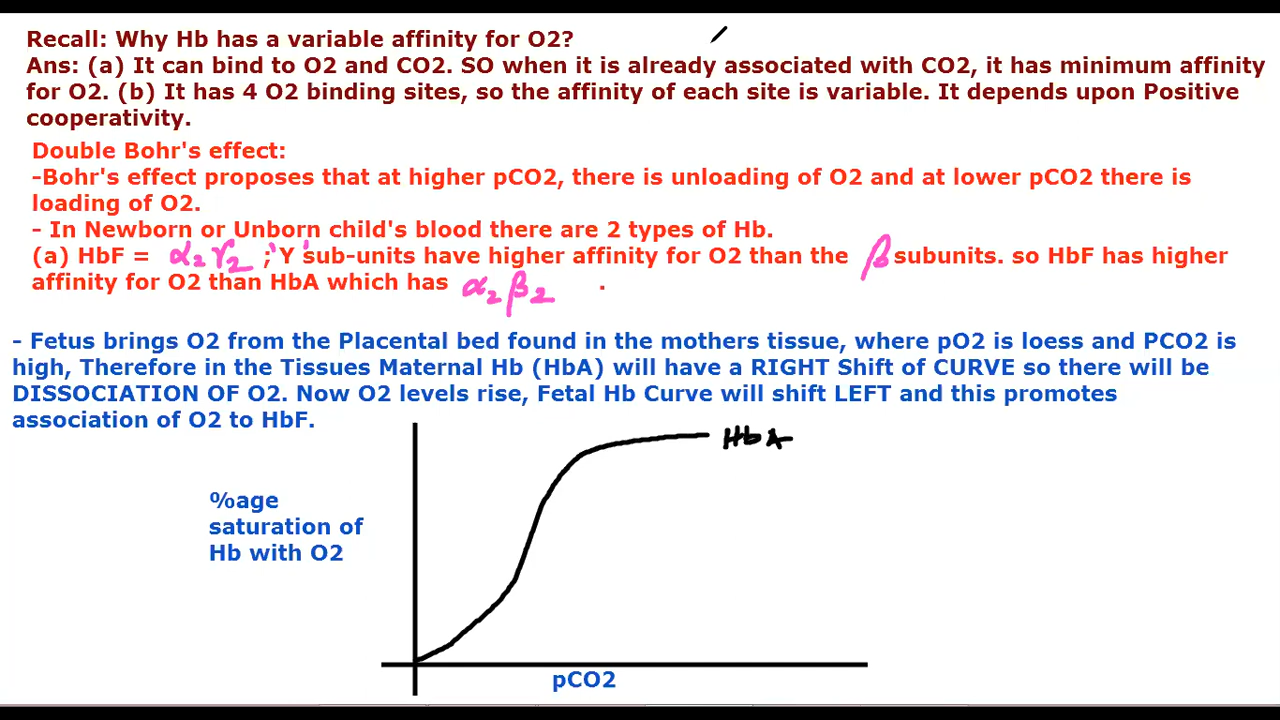 Recall: Why Hb has a variable affinity for O2?
Ans: (a) It can bind to O2 and CO2. SO when it is already associated with CO2, it has minimum affinity
for O2. (b) It has 4 O2 binding sites, so the affinity of each site is variable. It depends upon Positive
cooperativity.
Double Bohr's effect:
-Bohr's effect proposes that at higher pCO2, there is unloading of O2 and at lower pCO2 there is
loading of O2.
- In Newborn or Unborn child's blood there are 2 types of Hb.
(a) HbF = α2 γ2 ; 'Y' sub-units have higher affinity for O2 than the β subunits. so HbF has higher
affinity for O2 than HbA which has α2 β2 .
- Fetus brings O2 from the Placental bed found in the mothers tissue, where pO2 is loess and PCO2 is
high, Therefore in the Tissues Maternal Hb (HbA) will have a RIGHT Shift of CURVE so there will be
DISSOCIATION OF O2. Now O2 levels rise, Fetal Hb Curve will shift LEFT and this promotes
association of O2 to HbF.
HbA
%age
saturation of
Hb with O2
pCO2